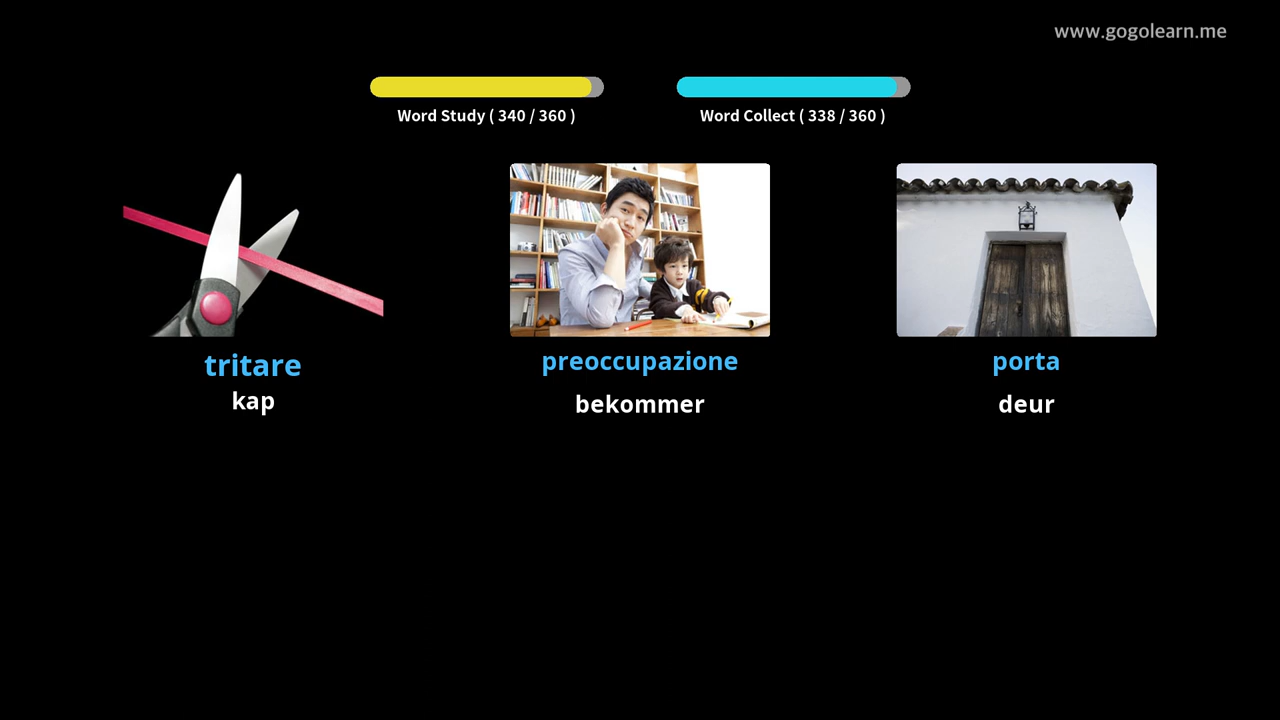 www.gogolearn.me
Word Study ( 340 / 360 )
Word Collect ( 338 / 360 )
tritare
kap
preoccupazione
bekommer
porta
deur